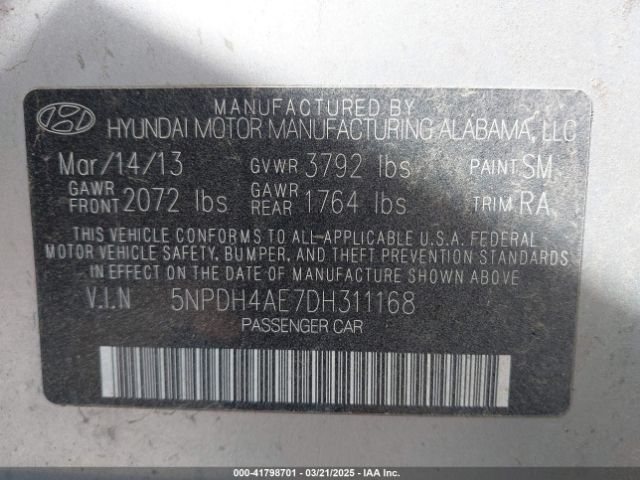 MANUFACTURED BY
HYUNDAI MOTOR MANUFACTURING ALABAMA, LLC
Mar/14/13 GVWR 3792 lbs PAINT SM
GAWR FRONT 2072 lbs GAWR REAR 1764 lbs TRIM RA
THIS VEHICLE CONFORMS TO ALL APPLICABLE U.S.A. FEDERAL
MOTOR VEHICLE SAFETY, BUMPER, AND THEFT PREVENTION STANDARDS
IN EFFECT ON THE DATE OF MANUFACTURE SHOWN ABOVE.
V.I.N 5NPDH4AE7DH311168
PASSENGER CAR
000-41798701 — 03/21/2025 — IAA Inc.